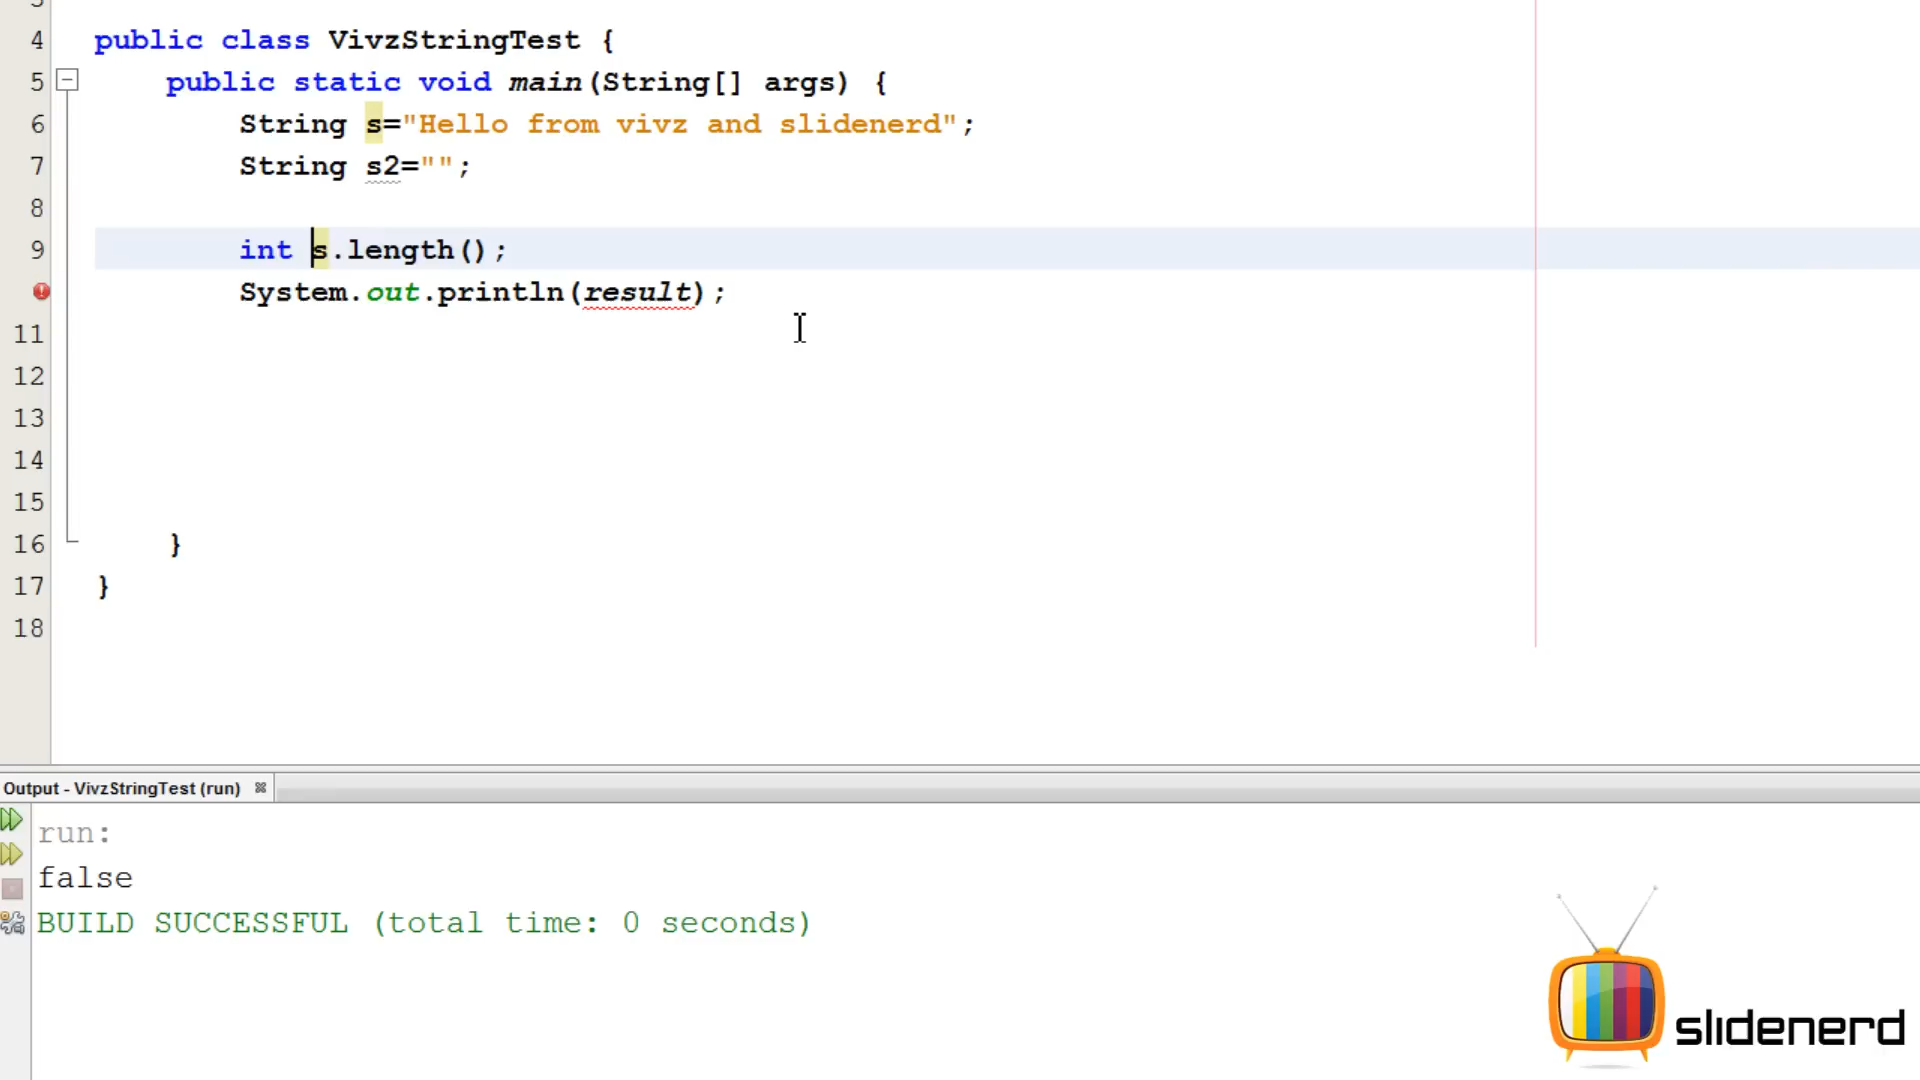 3
4 public class VivzStringTest {
5 public static void main(String[] args) {
6 String s="Hello from vivz and slidenerd";
7 String s2="";
8
9 int s.length();
System.out.println(result);
11
12
13
14
15
16 }
17 }
18
Output - VivzStringTest (run)
run:
false
BUILD SUCCESSFUL (total time: 0 seconds)
slidenerd